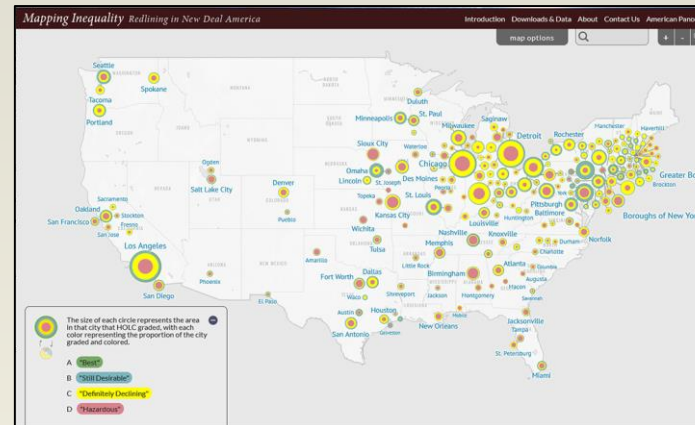 Mapping Inequality Redlining in New Deal America
Introduction Downloads & Data About Contact Us American Pano
map options
+ -
Seattle
Tacoma
Spokane
Portland
Duluth
Minneapolis
St. Paul
Saginaw
Milwaukee
Detroit
Rochester
Manchester
Haverhill
Sioux City
Waterloo
Chicago
Ogden
Salt Lake City
Omaha
Lincoln
St. Joseph
Des Moines
Greater Bo
Brockton
Denver
Pueblo
Topeka
Kansas City
St. Louis
Pittsburgh
Baltimore
Boroughs of New Yo
Sacramento
Oakland
Stockton
San Francisco
San Jose
Fresno
Wichita
Louisville
Huntington
Norfolk
Los Angeles
San Diego
Tulsa
Nashville
Knoxville
Durham
Charlotte
Memphis
Amarillo
Little Rock
Phoenix
Fort Worth
Dallas
Birmingham
Atlanta
Columbia
Augusta
Macon
Savannah
El Paso
Waco
Shreveport
Jackson
Montgomery
Austin
Houston
San Antonio
Galveston
New Orleans
Mobile
Jacksonville
Tampa
St. Petersburg
Miami
The size of each circle represents the area
in that city that HOLC graded, with each
color representing the proportion of the city
graded and colored.
A "Best"
B "Still Desirable"
C "Definitely Declining"
D "Hazardous"